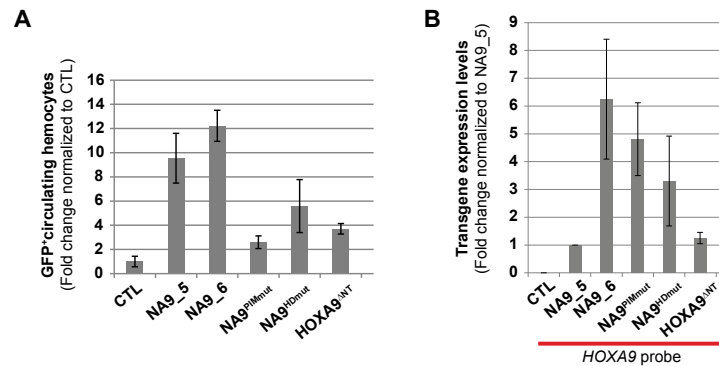 A
GFP⁺circulating hemocytes
(Fold change normalized to CTL)
16
14
12
10
8
6
4
2
0
CTL
NA9_5
NA9_6
NA9ᴾᴵᴹᵐᵘᵗ
NA9ᴴᴰᵐᵘᵗ
HOXA9ᐞᴺᵀ
B
Transgene expression levels
(Fold change normalized to NA9_5)
9
8
7
6
5
4
3
2
1
0
CTL
NA9_5
NA9_6
NA9ᴾᴵᴹᵐᵘᵗ
NA9ᴴᴰᵐᵘᵗ
HOXA9ᐞᴺᵀ
HOXA9 probe